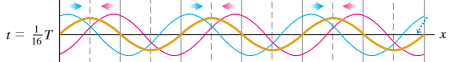 t = 1/16 T x